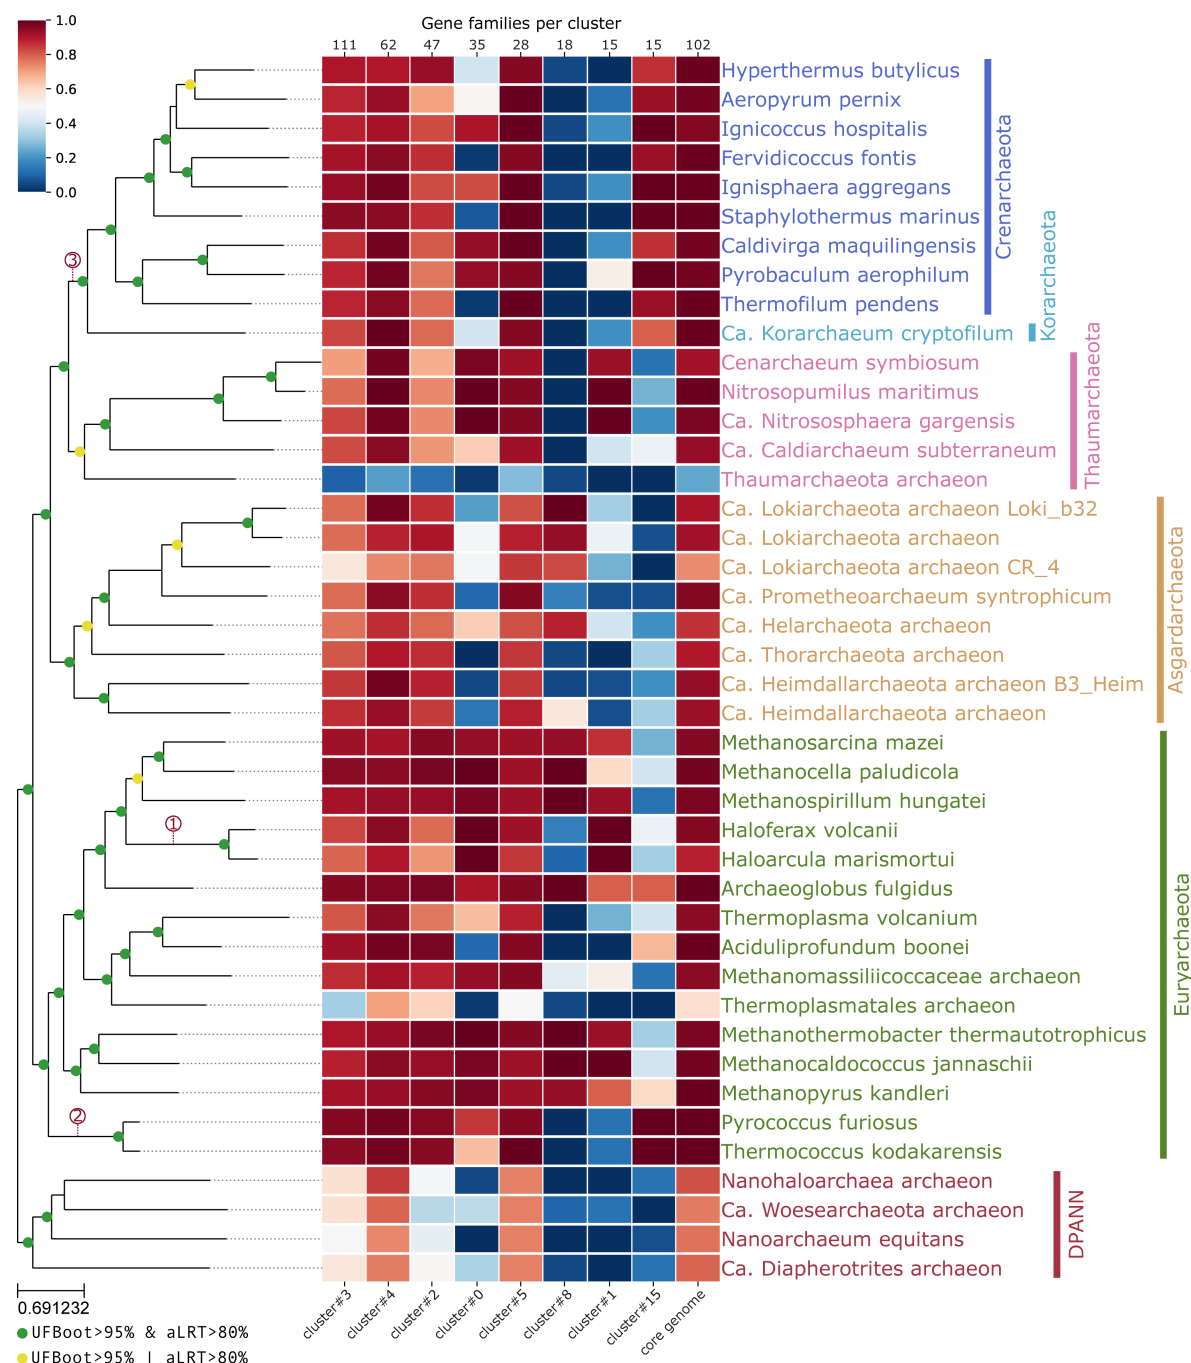 Gene families per cluster
111 62 47 35 28 18 15 15 102
1.0
0.8
0.6
0.4
0.2
0.0
Hyperthermus butylicus
Aeropyrum pernix
Ignicoccus hospitalis
Fervidicoccus fontis
Ignisphaera aggregans
Staphylothermus marinus
Caldivirga maquilingensis
Pyrobaculum aerophilum
Thermofilum pendens
Ca. Korarchaeum cryptofilum
Cenarchaeum symbiosum
Nitrosopumilus maritimus
Ca. Nitrososphaera gargensis
Ca. Caldiarchaeum subterraneum
Thaumarchaeota archaeon
Ca. Lokiarchaeota archaeon Loki_b32
Ca. Lokiarchaeota archaeon
Ca. Lokiarchaeota archaeon CR_4
Ca. Prometheoarchaeum syntrophicum
Ca. Helarchaeota archaeon
Ca. Thorarchaeota archaeon
Ca. Heimdallarchaeota archaeon B3_Heim
Ca. Heimdallarchaeota archaeon
Methanosarcina mazei
Methanocella paludicola
Methanospirillum hungatei
Haloferax volcanii
Haloarcula marismortui
Archaeoglobus fulgidus
Thermoplasma volcanium
Aciduliprofundum boonei
Methanomassiliicoccaceae archaeon
Thermoplasmatales archaeon
Methanothermobacter thermautotrophicus
Methanocaldococcus jannaschii
Methanopyrus kandleri
Pyrococcus furiosus
Thermococcus kodakarensis
Nanohaloarchaea archaeon
Ca. Woesearchaeota archaeon
Nanoarchaeum equitans
Ca. Diapherotrites archaeon
Crenarchaeota
Korarchaeota
Thaumarchaeota
Asgardarchaeota
Euryarchaeota
DPANN
3
1
2
cluster#3
cluster#4
cluster#2
cluster#0
cluster#5
cluster#8
cluster#1
cluster#15
core genome
0.691232
UFBoot>95% & aLRT>80%
UFBoot>95% | aLRT>80%